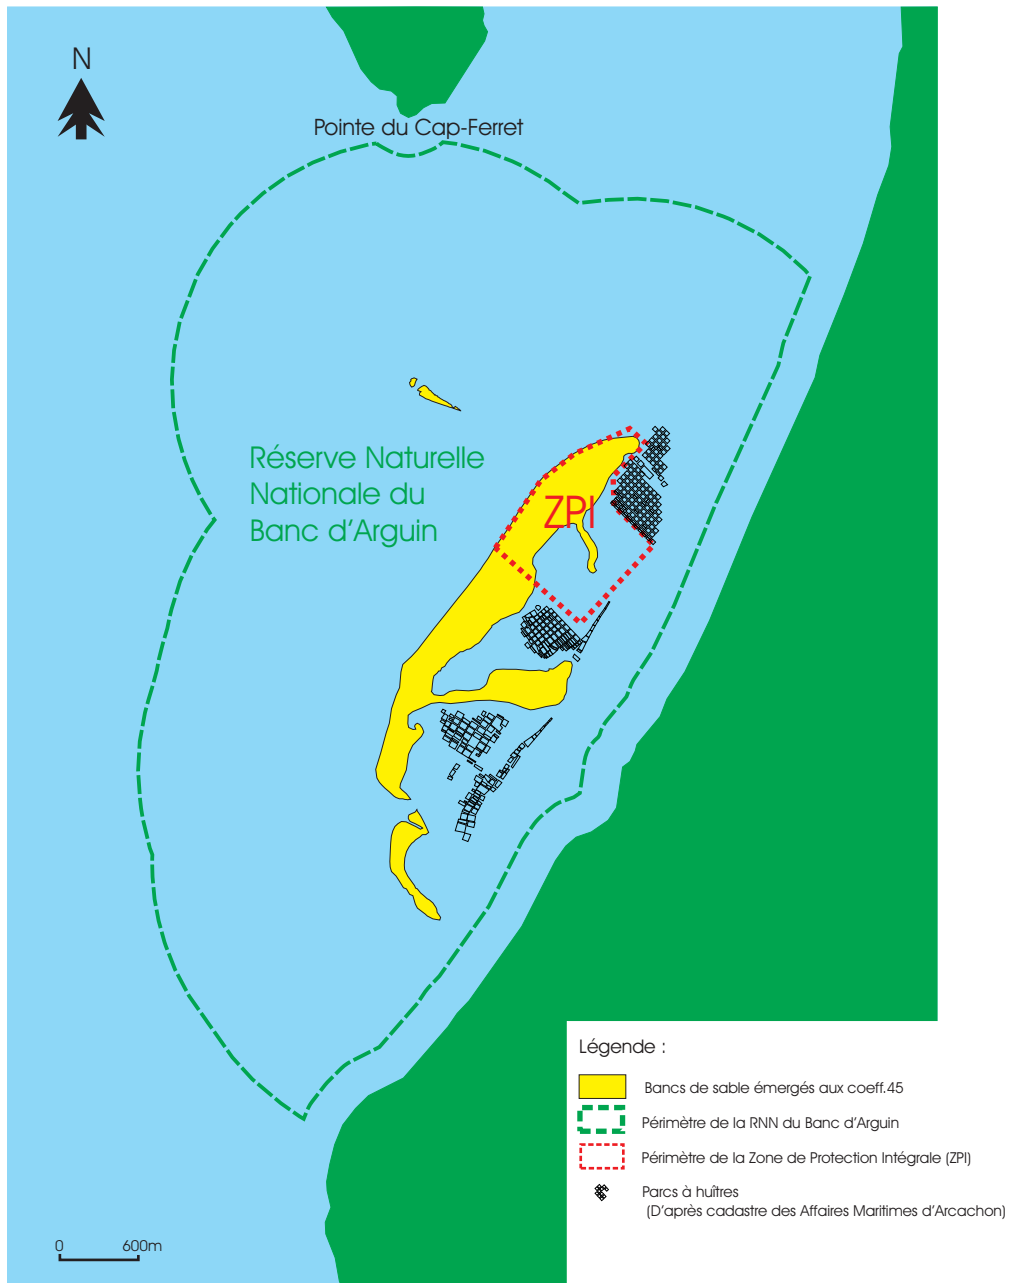 N
Pointe du Cap-Ferret
Réserve Naturelle
Nationale du
Banc d'Arguin
ZPI
Légende :
Bancs de sable émergés aux coeff.45
Périmètre de la RNN du Banc d'Arguin
Périmètre de la Zone de Protection Intégrale (ZPI)
Parcs à huîtres
(D'après cadastre des Affaires Maritimes d'Arcachon)
0 600m